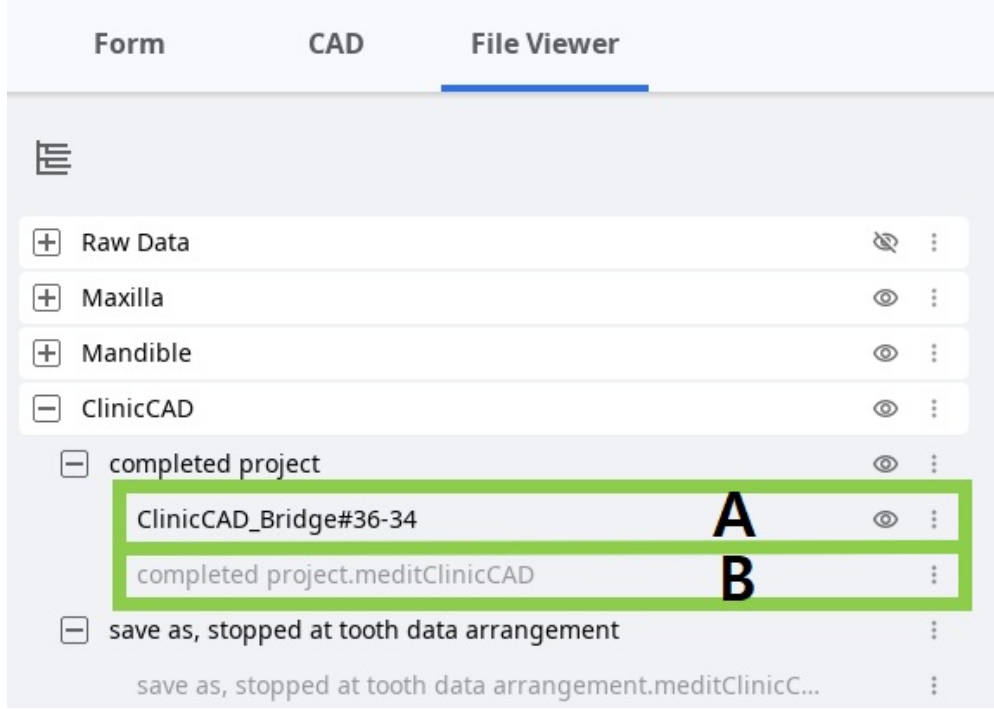 Form CAD File Viewer
Raw Data
Maxilla
Mandible
ClinicCAD
completed project
ClinicCAD_Bridge#36-34 A
completed project.meditClinicCAD B
save as, stopped at tooth data arrangement
save as, stopped at tooth data arrangement.meditClinicC...